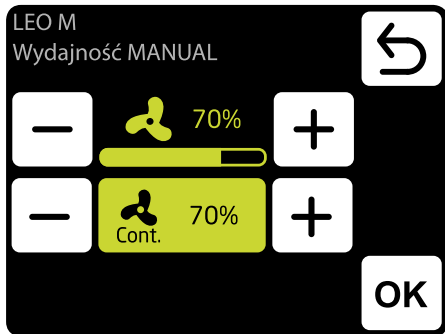 LEO M
Wydajność MANUAL
70%
Cont. 70%
OK